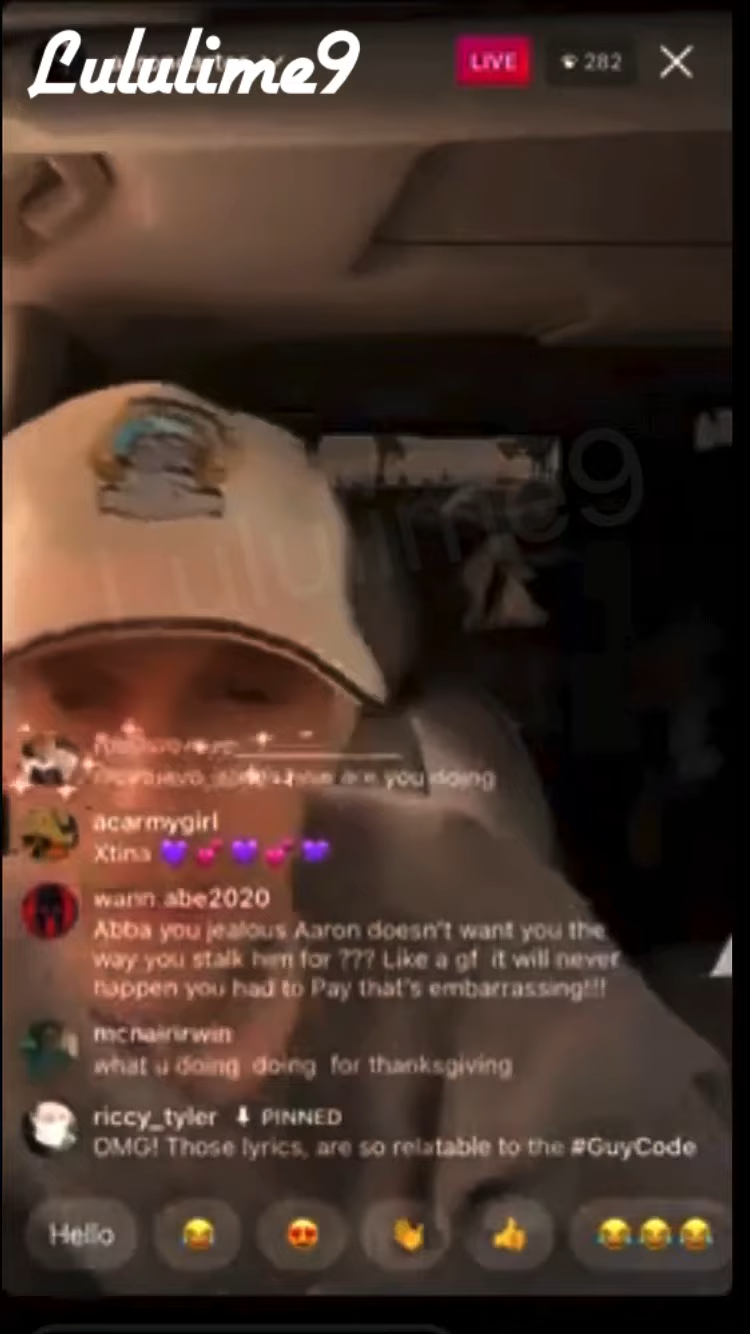 Lululime9
LIVE
282
Lululime9
you doing
acarmygirl
Xtina 💜 💕 💜 💕 💜
wann.abe2020
Abba you jealous Aaron doesn't want you the
way you stalk him for ??? Like a gf it will never
happen you had to Pay that's embarrassing!!!
mcnairirwin
what u doing doing for thanksgiving
riccy_tyler PINNED
OMG! Those lyrics, are so relatable to the #GuyCode
Hello 😂 😍 👏 👍 😂😂😂